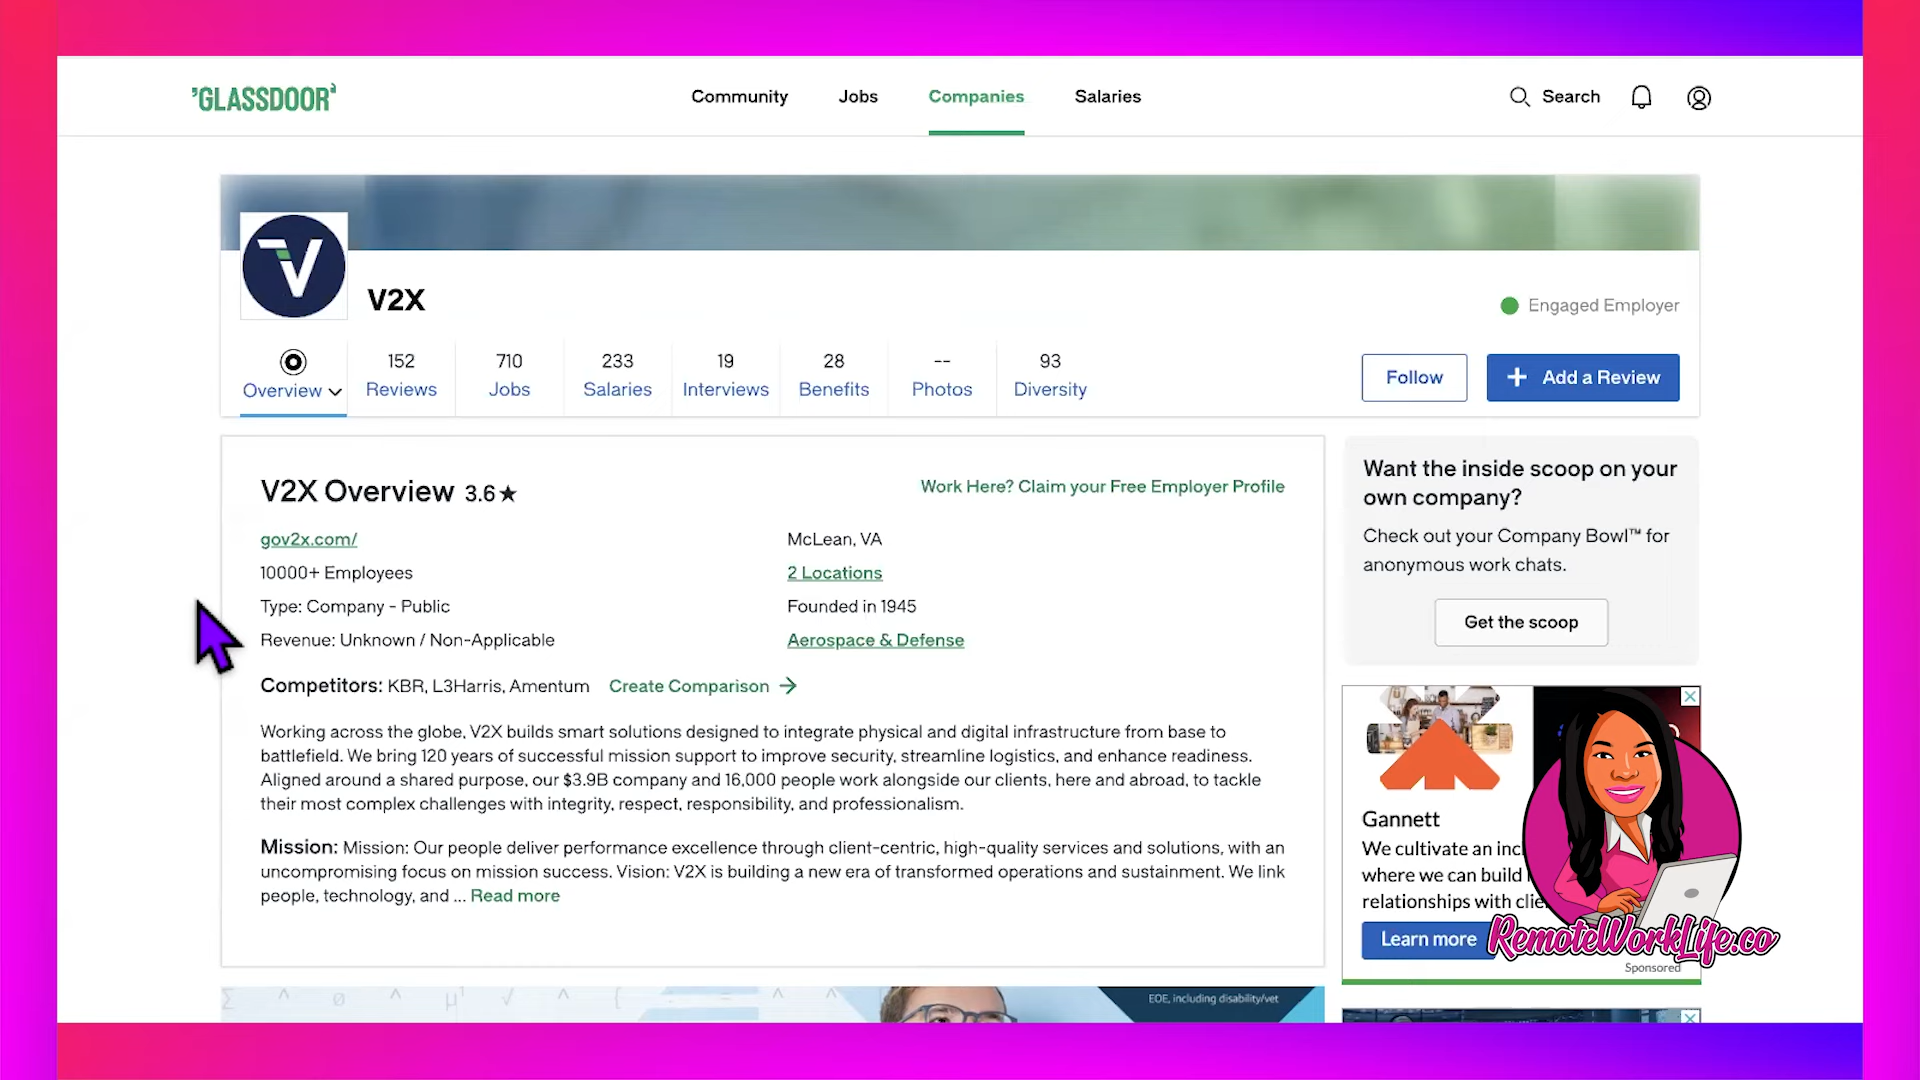 GLASSDOOR
Community
Jobs
Companies
Salaries
Search
V
V2X
Engaged Employer
Overview
152
Reviews
710
Jobs
233
Salaries
19
Interviews
28
Benefits
--
Photos
93
Diversity
Follow
+ Add a Review
V2X Overview 3.6★
Work Here? Claim your Free Employer Profile
gov2x.com/
McLean, VA
10000+ Employees
2 Locations
Type: Company - Public
Founded in 1945
Revenue: Unknown / Non-Applicable
Aerospace & Defense
Competitors: KBR, L3Harris, Amentum Create Comparison →
Working across the globe, V2X builds smart solutions designed to integrate physical and digital infrastructure from base to
battlefield. We bring 120 years of successful mission support to improve security, streamline logistics, and enhance readiness.
Aligned around a shared purpose, our $3.9B company and 16,000 people work alongside our clients, here and abroad, to tackle
their most complex challenges with integrity, respect, responsibility, and professionalism.
Mission: Mission: Our people deliver performance excellence through client-centric, high-quality services and solutions, with an
uncompromising focus on mission success. Vision: V2X is building a new era of transformed operations and sustainment. We link
people, technology, and ... Read more
EOE, including disability/vet
Want the inside scoop on your
own company?
Check out your Company Bowl™ for
anonymous work chats.
Get the scoop
Gannett
We cultivate an
where we can build
relationships with
Learn more
RemoteWorkLife.co
Sponsored